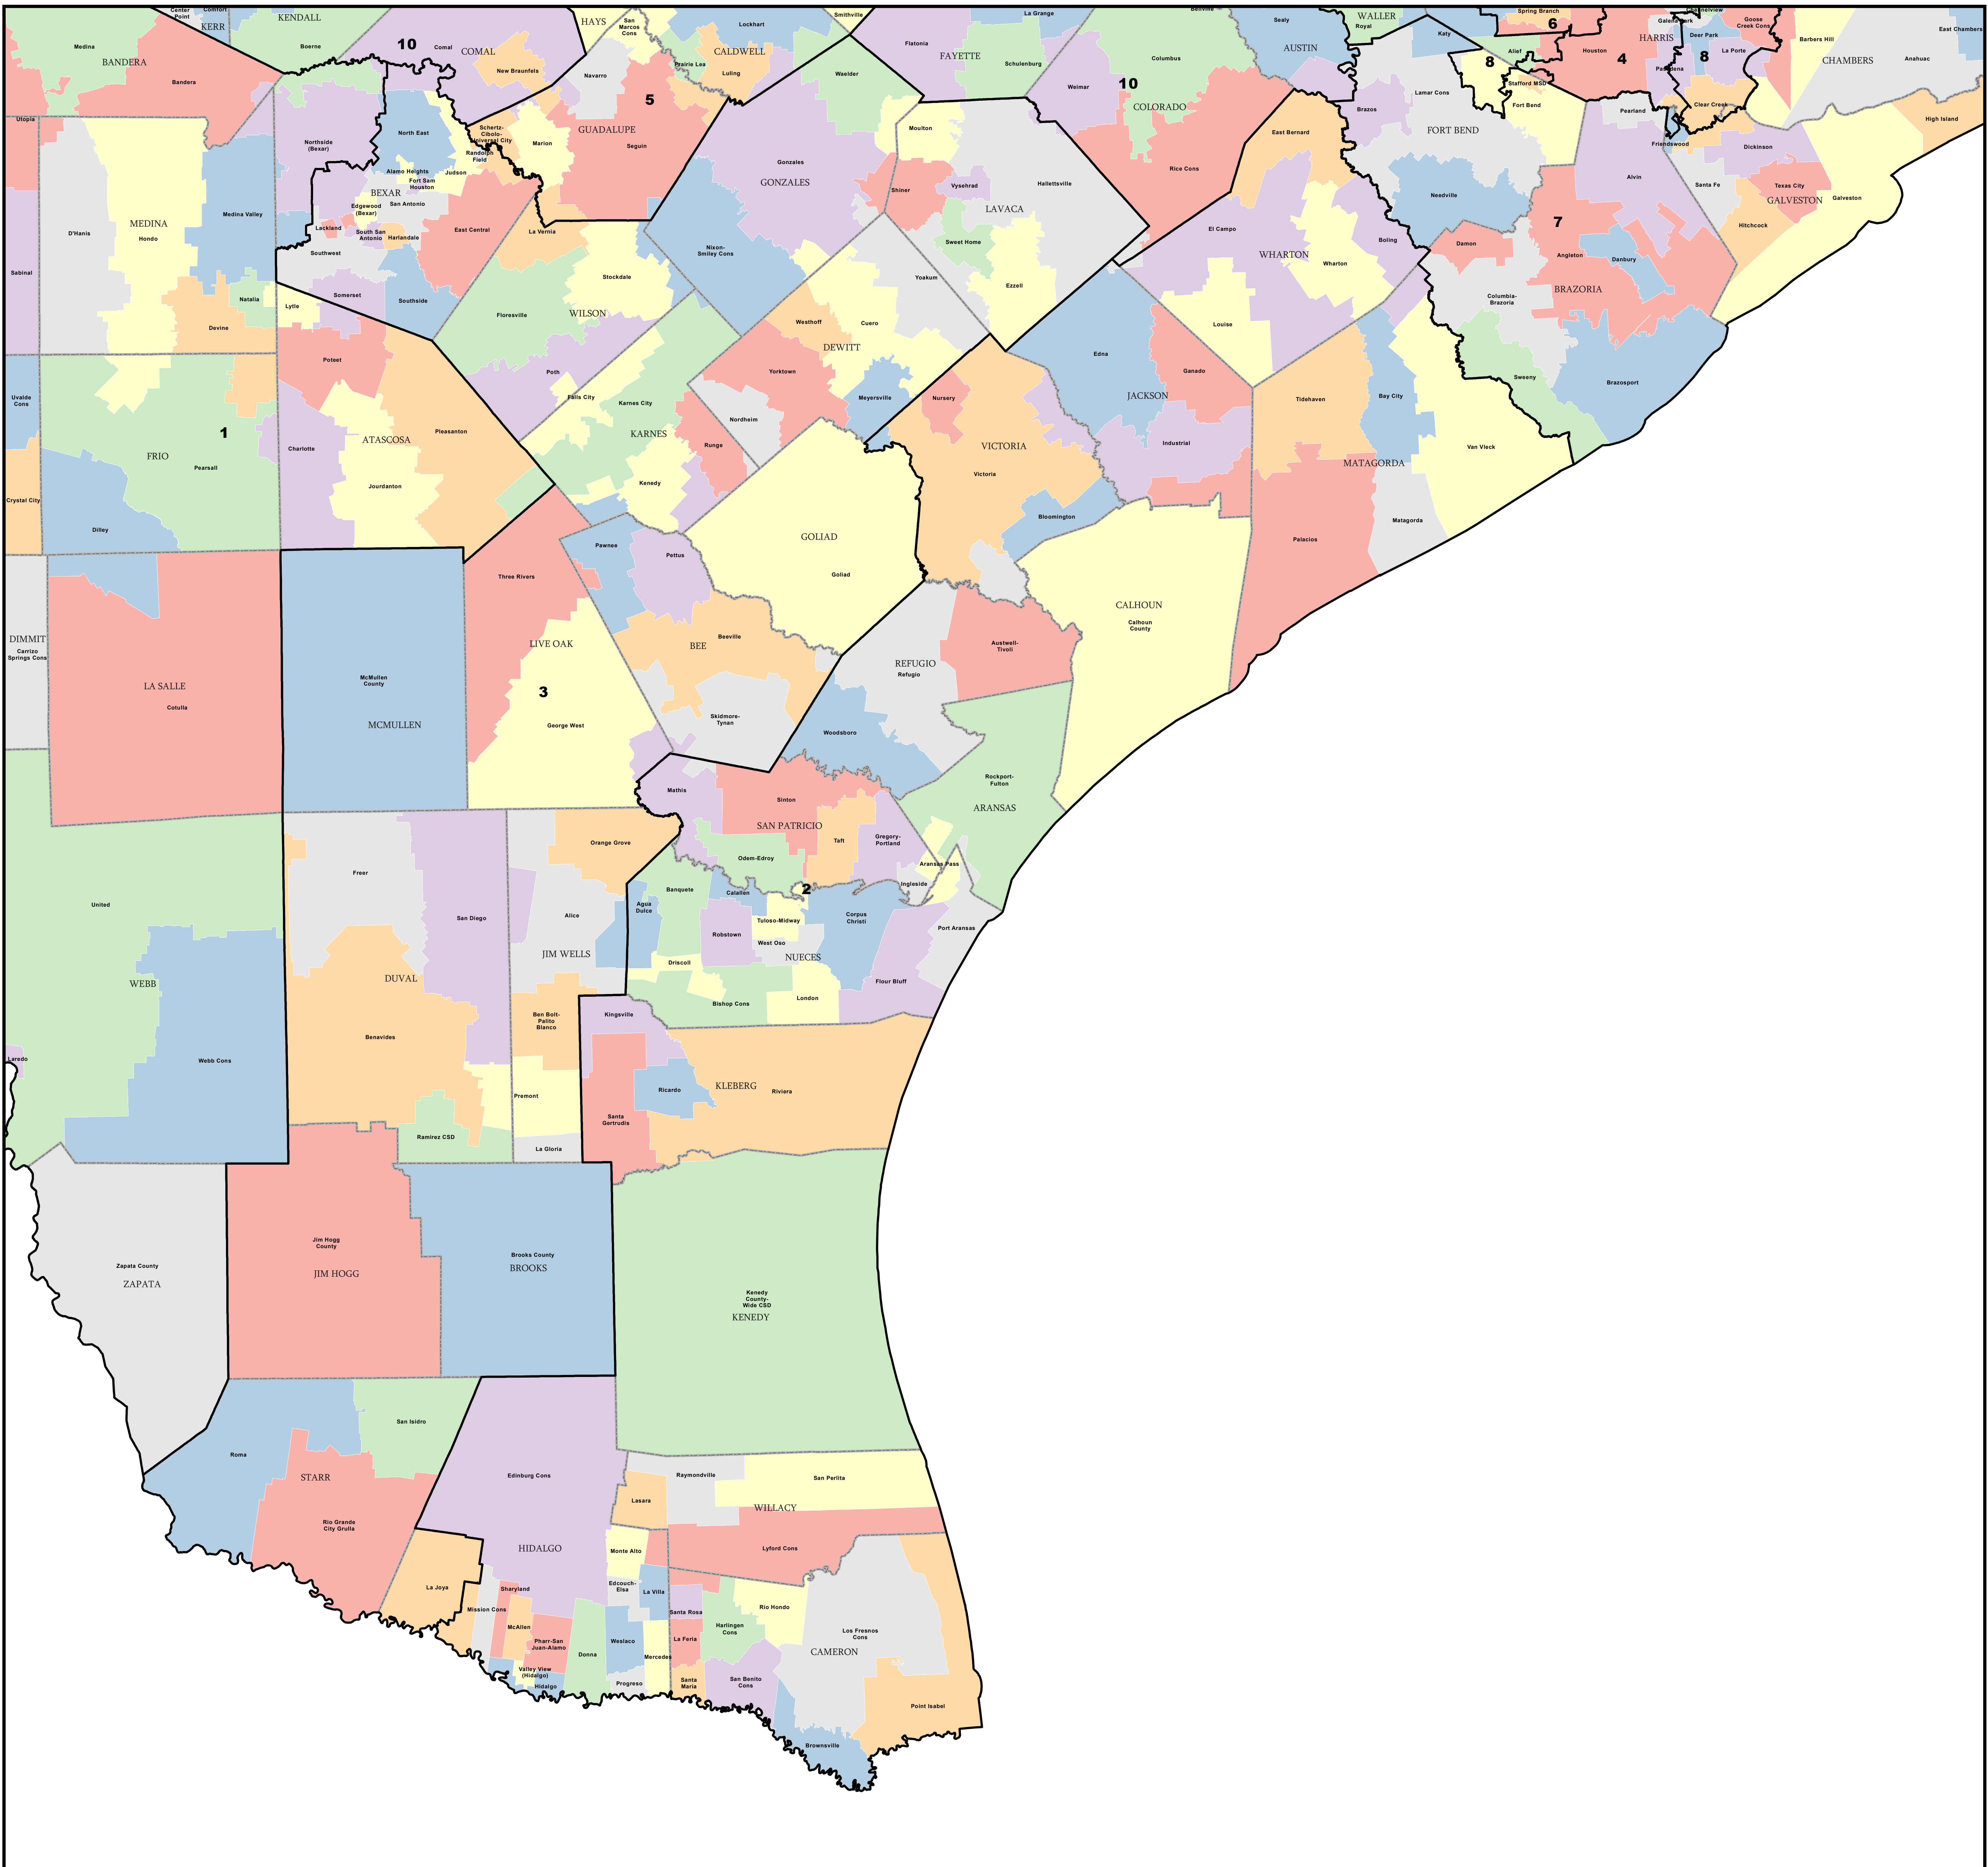 Center
Point
Comfort
KERR
KENDALL
Boerne
10
Comal
COMAL
New Braunfels
HAYS
San
Marcos
Cons
Lockhart
CALDWELL
Prairie Lea
Luling
Smithville
Waelder
Flatonia
FAYETTE
La Grange
Schulenburg
Weimar
10
COLORADO
Columbus
Bellville
Sealy
AUSTIN
WALLER
Royal
Katy
Spring Branch
6
Alief
Houston
4
HARRIS
Galena Park
Channelview
Deer Park
Goose
Creek Cons
La Porte
Pasadena
8
8
Stafford MSD
Fort Bend
Clear Creek
Barbers Hill
CHAMBERS
Anahuac
East Chambers
High Island
Medina
BANDERA
Bandera
Utopia
Navarro
5
GUADALUPE
Seguin
Marion
Schertz-
Cibolo-
Universal City
Randolph
Field
Northside
(Bexar)
North East
Alamo Heights
Fort Sam
Houston
Judson
BEXAR
San Antonio
Edgewood
(Bexar)
Lackland
South San
Antonio
Harlandale
East Central
Southwest
Somerset
Southside
MEDINA
Hondo
D'Hanis
Medina Valley
Natalia
Devine
Lytle
Sabinal
La Vernia
Stockdale
Floresville
WILSON
Poth
Gonzales
GONZALES
Nixon-
Smiley Cons
Moulton
Shiner
Vysehrad
Hallettsville
LAVACA
Sweet Home
Yoakum
Ezzell
Rice Cons
East Bernard
El Campo
WHARTON
Wharton
Boling
Louise
Brazos
Lamar Cons
FORT BEND
Needville
Pearland
Friendswood
Alvin
7
Damon
Angleton
Danbury
BRAZORIA
Columbia-
Brazoria
Sweeny
Brazosport
Dickinson
Santa Fe
Texas City
GALVESTON
Galveston
Hitchcock
Uvalde
Cons
Crystal City
1
FRIO
Pearsall
Dilley
Poteet
Charlotte
ATASCOSA
Pleasanton
Jourdanton
Falls City
Karnes City
KARNES
Runge
Kenedy
Westhoff
Cuero
DEWITT
Yorktown
Meyersville
Nordheim
Nursery
VICTORIA
Victoria
Bloomington
Edna
Ganado
JACKSON
Industrial
Tidehaven
Bay City
Van Vleck
MATAGORDA
Matagorda
Palacios
DIMMIT
Carrizo
Springs Cons
LA SALLE
Cotulla
McMullen
County
MCMULLEN
Three Rivers
LIVE OAK
3
George West
Pawnee
Pettus
BEE
Beeville
Skidmore-
Tynan
GOLIAD
Goliad
REFUGIO
Refugio
Austwell-
Tivoli
Woodsboro
CALHOUN
Calhoun
County
Rockport-
Fulton
ARANSAS
Mathis
Sinton
SAN PATRICIO
Taft
Gregory-
Portland
Odem-Edroy
Aransas Pass
Ingleside
2
United
WEBB
Webb Cons
Laredo
Freer
San Diego
DUVAL
Benavides
Ramirez CSD
Orange Grove
Alice
JIM WELLS
Ben Bolt-
Palito
Blanco
Premont
La Gloria
Agua
Dulce
Banquete
Calallen
Tuloso-Midway
Robstown
West Oso
Corpus
Christi
NUECES
Port Aransas
Driscoll
Bishop Cons
London
Flour Bluff
Kingsville
Ricardo
KLEBERG
Riviera
Santa
Gertrudis
Zapata County
ZAPATA
Jim Hogg
County
JIM HOGG
Brooks County
BROOKS
Kenedy
County-
Wide CSD
KENEDY
Roma
San Isidro
STARR
Rio Grande
City Grulla
Edinburg Cons
HIDALGO
Lasara
Raymondville
San Perlita
WILLACY
Lyford Cons
Monte Alto
La Joya
Mission Cons
Sharyland
McAllen
Pharr-San
Juan-Alamo
Valley View
(Hidalgo)
Hidalgo
Donna
Edcouch-
Elsa
La Villa
Weslaco
Mercedes
Progreso
Santa Rosa
La Feria
Santa
Maria
Harlingen
Cons
Rio Hondo
San Benito
Cons
Los Fresnos
Cons
CAMERON
Point Isabel
Brownsville